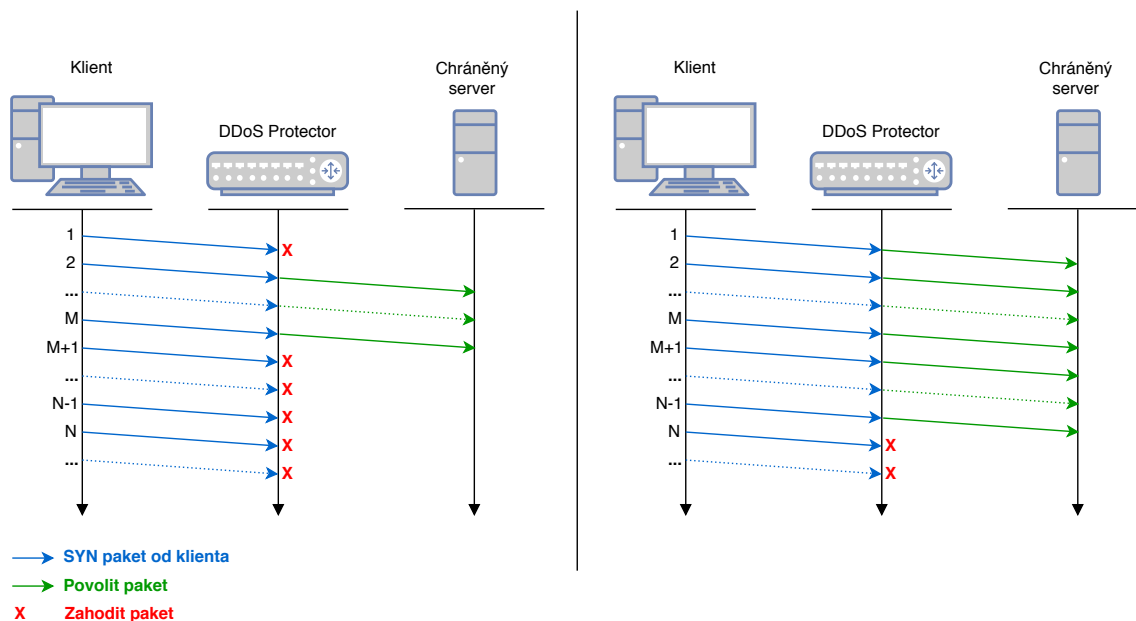 Klient
Chráněný
server
DDoS Protector
1
2
...
M
M+1
...
N-1
N
...
X
X
X
X
X
X
Klient
Chráněný
server
DDoS Protector
1
2
...
M
M+1
...
N-1
N
...
X
X
SYN paket od klienta
Povolit paket
X Zahodit paket